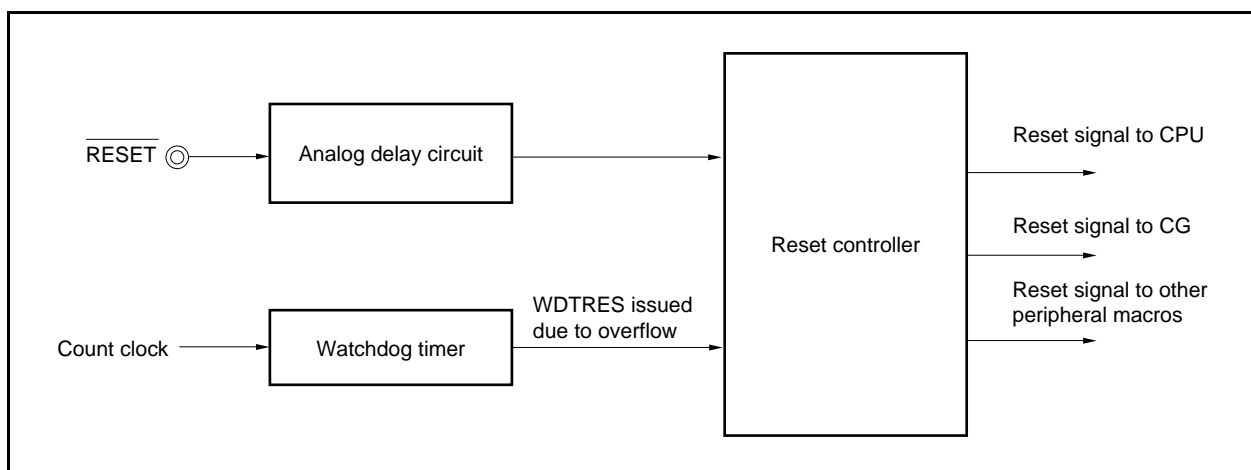 RESET
Analog delay circuit
Reset signal to CPU
Reset controller
Reset signal to CG
Reset signal to other
peripheral macros
WDTRES issued
due to overflow
Count clock
Watchdog timer